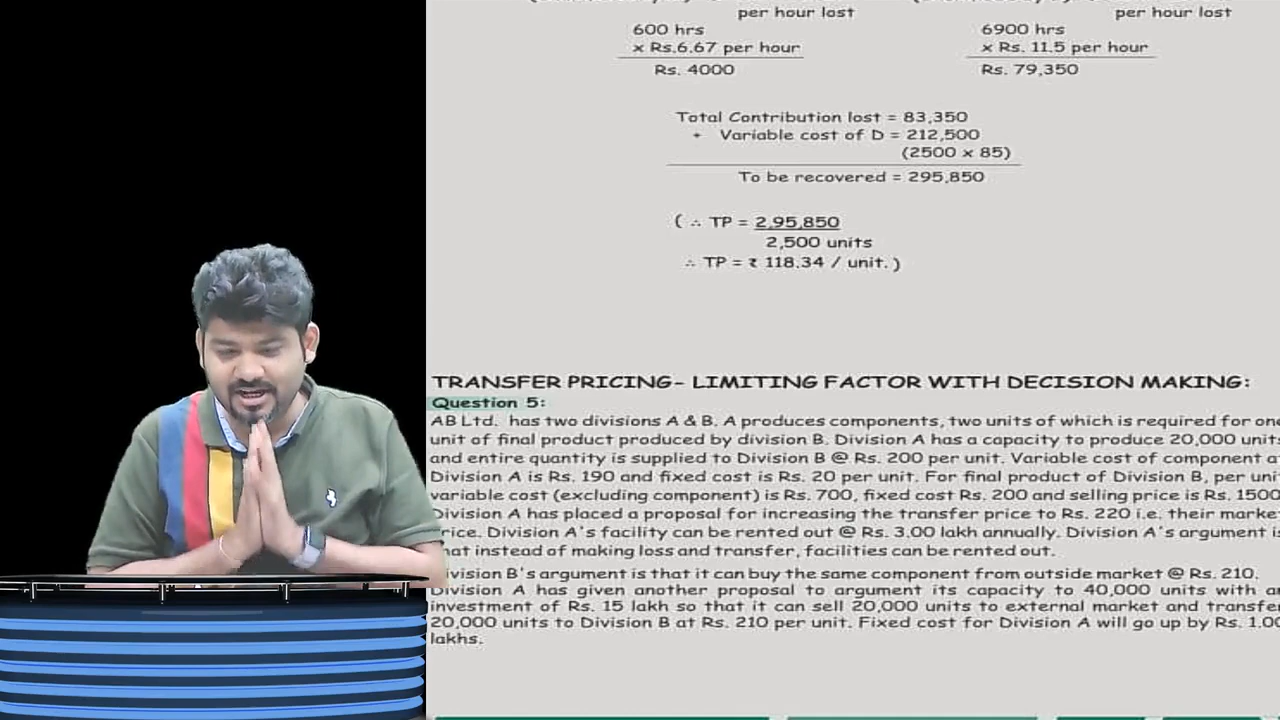 per hour lost per hour lost
600 hrs 6900 hrs
x Rs.6.67 per hour x Rs. 11.5 per hour
Rs. 4000 Rs. 79,350
Total Contribution lost = 83,350
+ Variable cost of D = 212,500
(2500 x 85)
To be recovered = 295,850
( ∴ TP = 2,95,850
2,500 units
∴ TP = ₹ 118.34 / unit. )
TRANSFER PRICING- LIMITING FACTOR WITH DECISION MAKING:
Question 5:
AB Ltd. has two divisions A & B. A produces components, two units of which is required for one
unit of final product produced by division B. Division A has a capacity to produce 20,000 units
and entire quantity is supplied to Division B @ Rs. 200 per unit. Variable cost of component at
Division A is Rs. 190 and fixed cost is Rs. 20 per unit. For final product of Division B, per unit
variable cost (excluding component) is Rs. 700, fixed cost Rs. 200 and selling price is Rs. 1500
Division A has placed a proposal for increasing the transfer price to Rs. 220 i.e. their market
rice. Division A's facility can be rented out @ Rs. 3.00 lakh annually. Division A's argument is
hat instead of making loss and transfer, facilities can be rented out.
ivision B's argument is that it can buy the same component from outside market @ Rs. 210.
Division A has given another proposal to argument its capacity to 40,000 units with an
investment of Rs. 15 lakh so that it can sell 20,000 units to external market and transfer
20,000 units to Division B at Rs. 210 per unit. Fixed cost for Division A will go up by Rs. 1.00
lakhs.